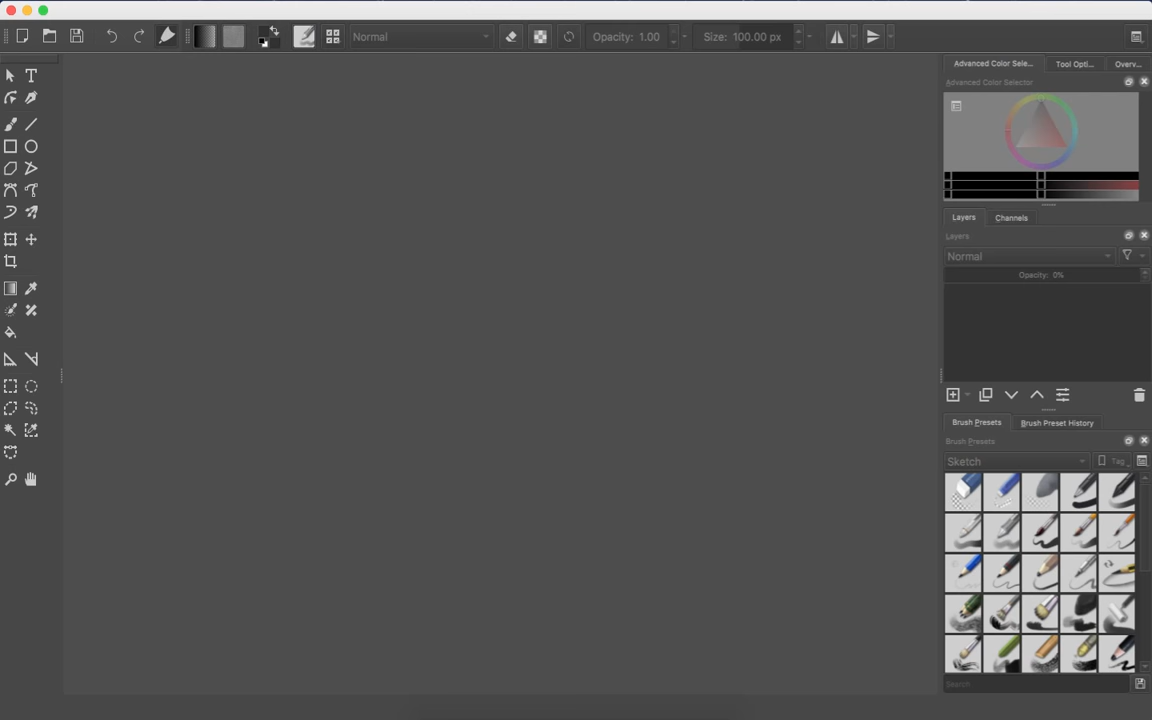 Normal
Opacity: 1.00
Size: 100.00 px
Advanced Color Sele...
Tool Opti...
Overv...
Advanced Color Selector
Layers
Channels
Layers
Normal
Opacity: 0%
Brush Presets
Brush Preset History
Brush Presets
Sketch
Tag
Search